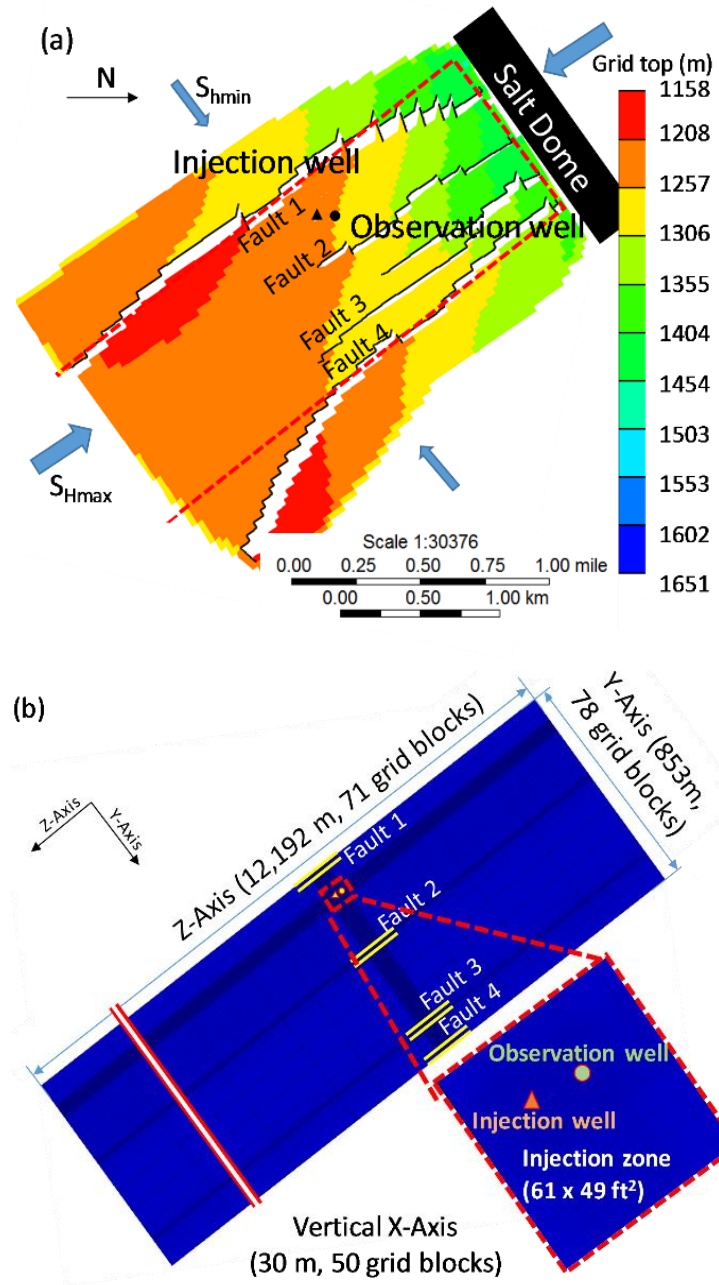 (a)
N
S_hmin
Salt Dome
Grid top (m)
1158
1208
1257
1306
1355
1404
1454
1503
1553
1602
1651
Injection well
Observation well
Fault 1
Fault 2
Fault 3
Fault 4
S_Hmax
Scale 1:30376
0.00 0.25 0.50 0.75 1.00 mile
0.00 0.50 1.00 km
(b)
Z-Axis
Y-Axis
Z-Axis (12,192 m, 71 grid blocks)
Y-Axis (853m,
78 grid blocks)
Fault 1
Fault 2
Fault 3
Fault 4
Observation well
Injection well
Injection zone
(61 x 49 ft²)
Vertical X-Axis
(30 m, 50 grid blocks)